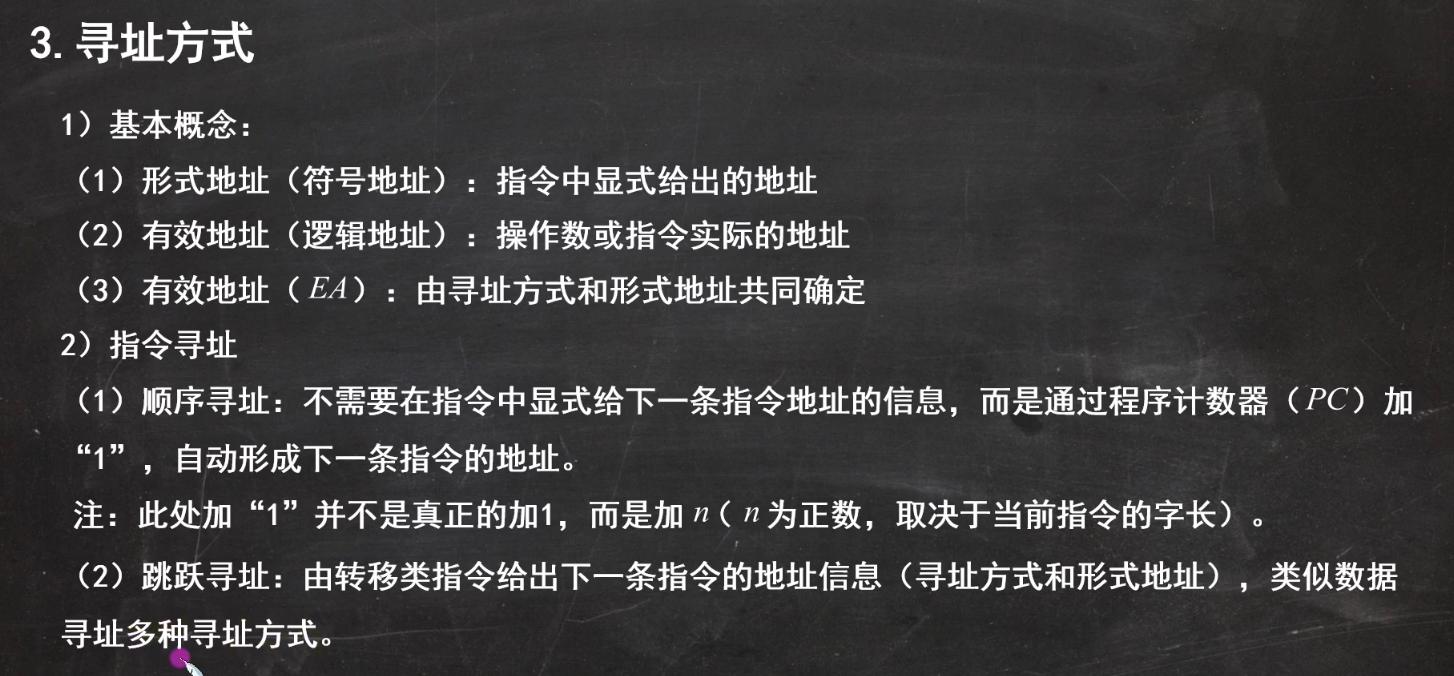 3. 寻址方式
1）基本概念：
（1）形式地址（符号地址）：指令中显式给出的地址
（2）有效地址（逻辑地址）：操作数或指令实际的地址
（3）有效地址（EA）：由寻址方式和形式地址共同确定
2）指令寻址
（1）顺序寻址：不需要在指令中显式给下一条指令地址的信息，而是通过程序计数器（PC）加
“1”，自动形成下一条指令的地址。
注：此处加“1”并不是真正的加1，而是加 n（ n 为正数，取决于当前指令的字长）。
（2）跳跃寻址：由转移类指令给出下一条指令的地址信息（寻址方式和形式地址），类似数据
寻址多种寻址方式。